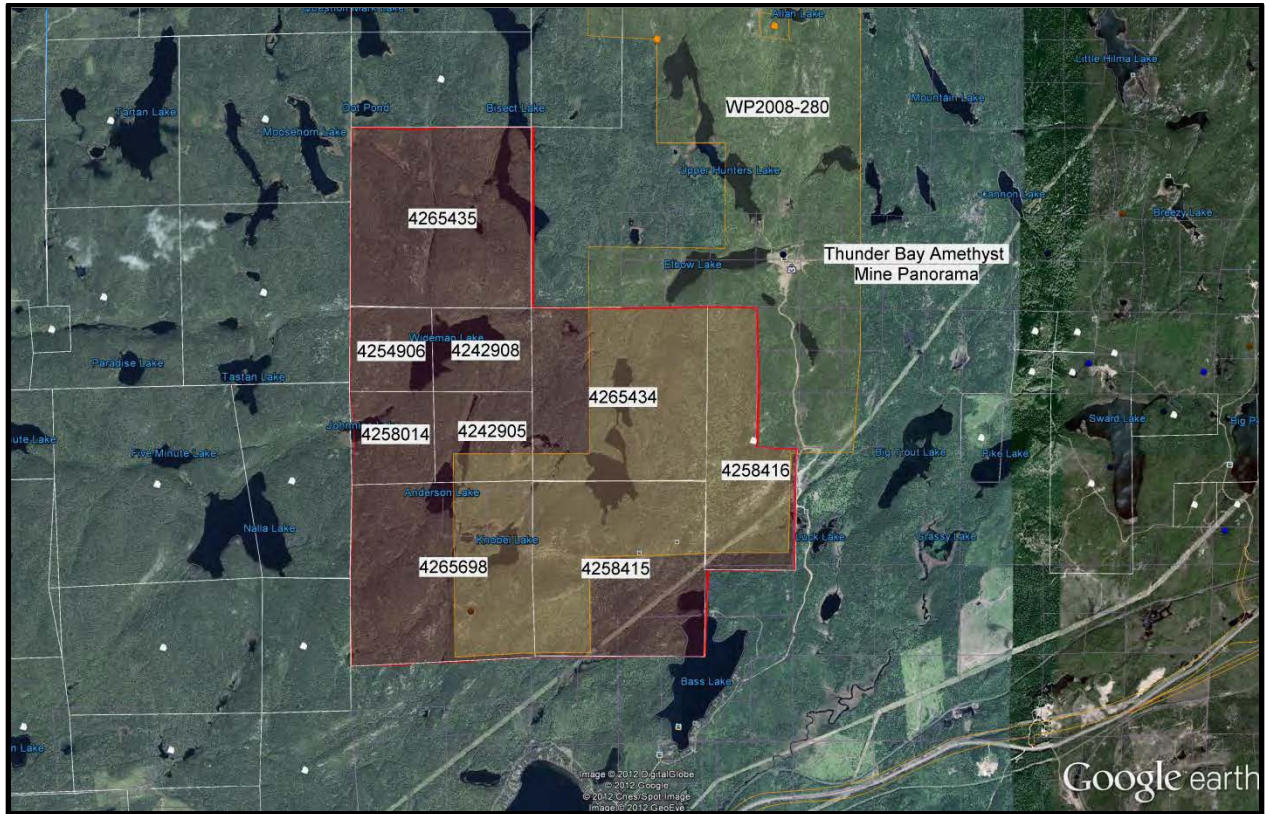 Allan Lake
Little Hilma Lake
Tartan Lake
Dot Pond
Bisect Lake
WP2008-280
Mountain Lake
Moosehorn Lake
Upper Hunters Lake
4265435
Breezy Lake
Elbow Lake
Thunder Bay Amethyst
Mine Panorama
Wideman Lake
4254906
4242908
Paradise Lake
Tastan Lake
4265434
4258014
4242905
Sward Lake
Five Minute Lake
Big Trout Lake
Pike Lake
4258416
Anderson Lake
Nalla Lake
Knobel Lake
Grassy Lake
4265698
4258415
Bass Lake
Image © 2012 DigitalGlobe
© 2012 Google
© 2012 Cnes/Spot Image
Image © 2012 GeoEye
Google earth